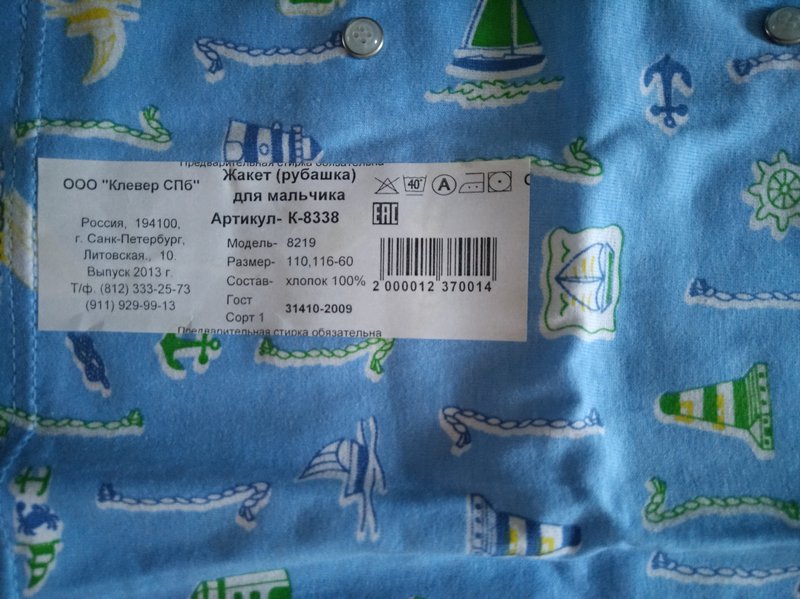 Предварительная стирка обязательна
ООО "Клевер СПб"
Россия, 194100,
г. Санк-Петербург,
Литовская., 10.
Выпуск 2013 г.
Т/ф. (812) 333-25-73
(911) 929-99-13
Жакет (рубашка)
для мальчика
Артикул- К-8338
Модель- 8219
Размер- 110,116-60
Состав- хлопок 100%
Гост 31410-2009
Сорт 1
40°
A
ЕАС
2 000012 370014
Предварительная стирка обязательна